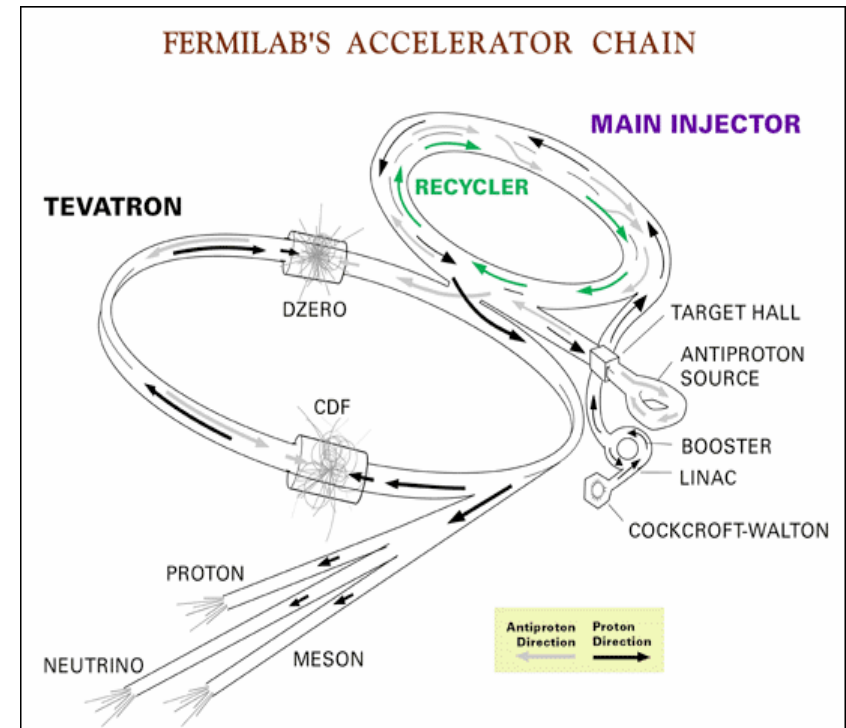 FERMILAB'S ACCELERATOR CHAIN
MAIN INJECTOR
RECYCLER
TEVATRON
DZERO
TARGET HALL
ANTIPROTON
SOURCE
CDF
BOOSTER
LINAC
COCKCROFT-WALTON
PROTON
NEUTRINO
MESON
Antiproton Proton
Direction Direction